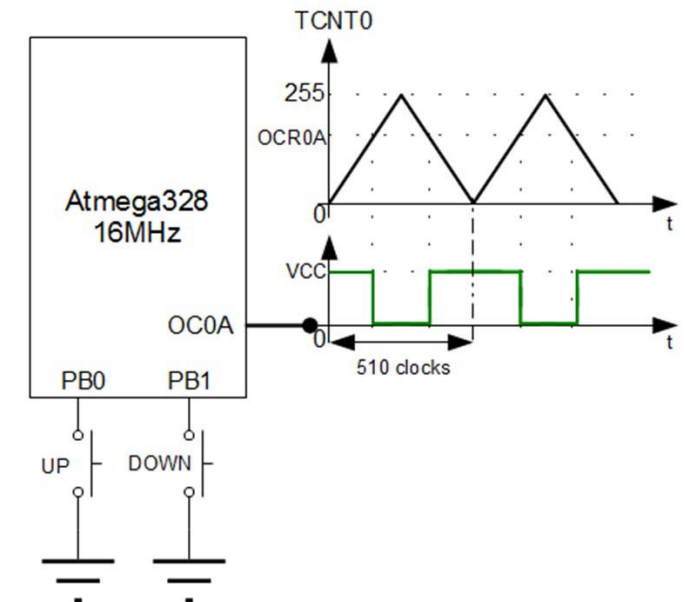 TCNT0
255
OCR0A
0
t
Atmega328
16MHz
VCC
OC0A
0
t
510 clocks
PB0
PB1
UP
DOWN